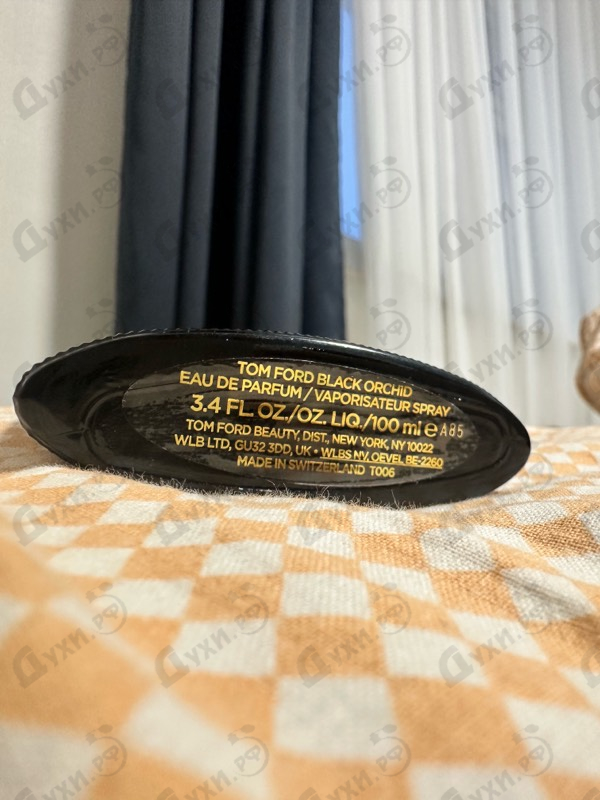 TOM FORD BLACK ORCHID
EAU DE PARFUM / VAPORISATEUR SPRAY
3.4 FL OZ./OZ. LIQ./100 ml e A85
TOM FORD BEAUTY, DIST., NEW YORK, NY 10022
WLB LTD, GU32 3DD, UK • WLBS NV, OEVEL BE-2260
MADE IN SWITZERLAND T006
Духи.рф